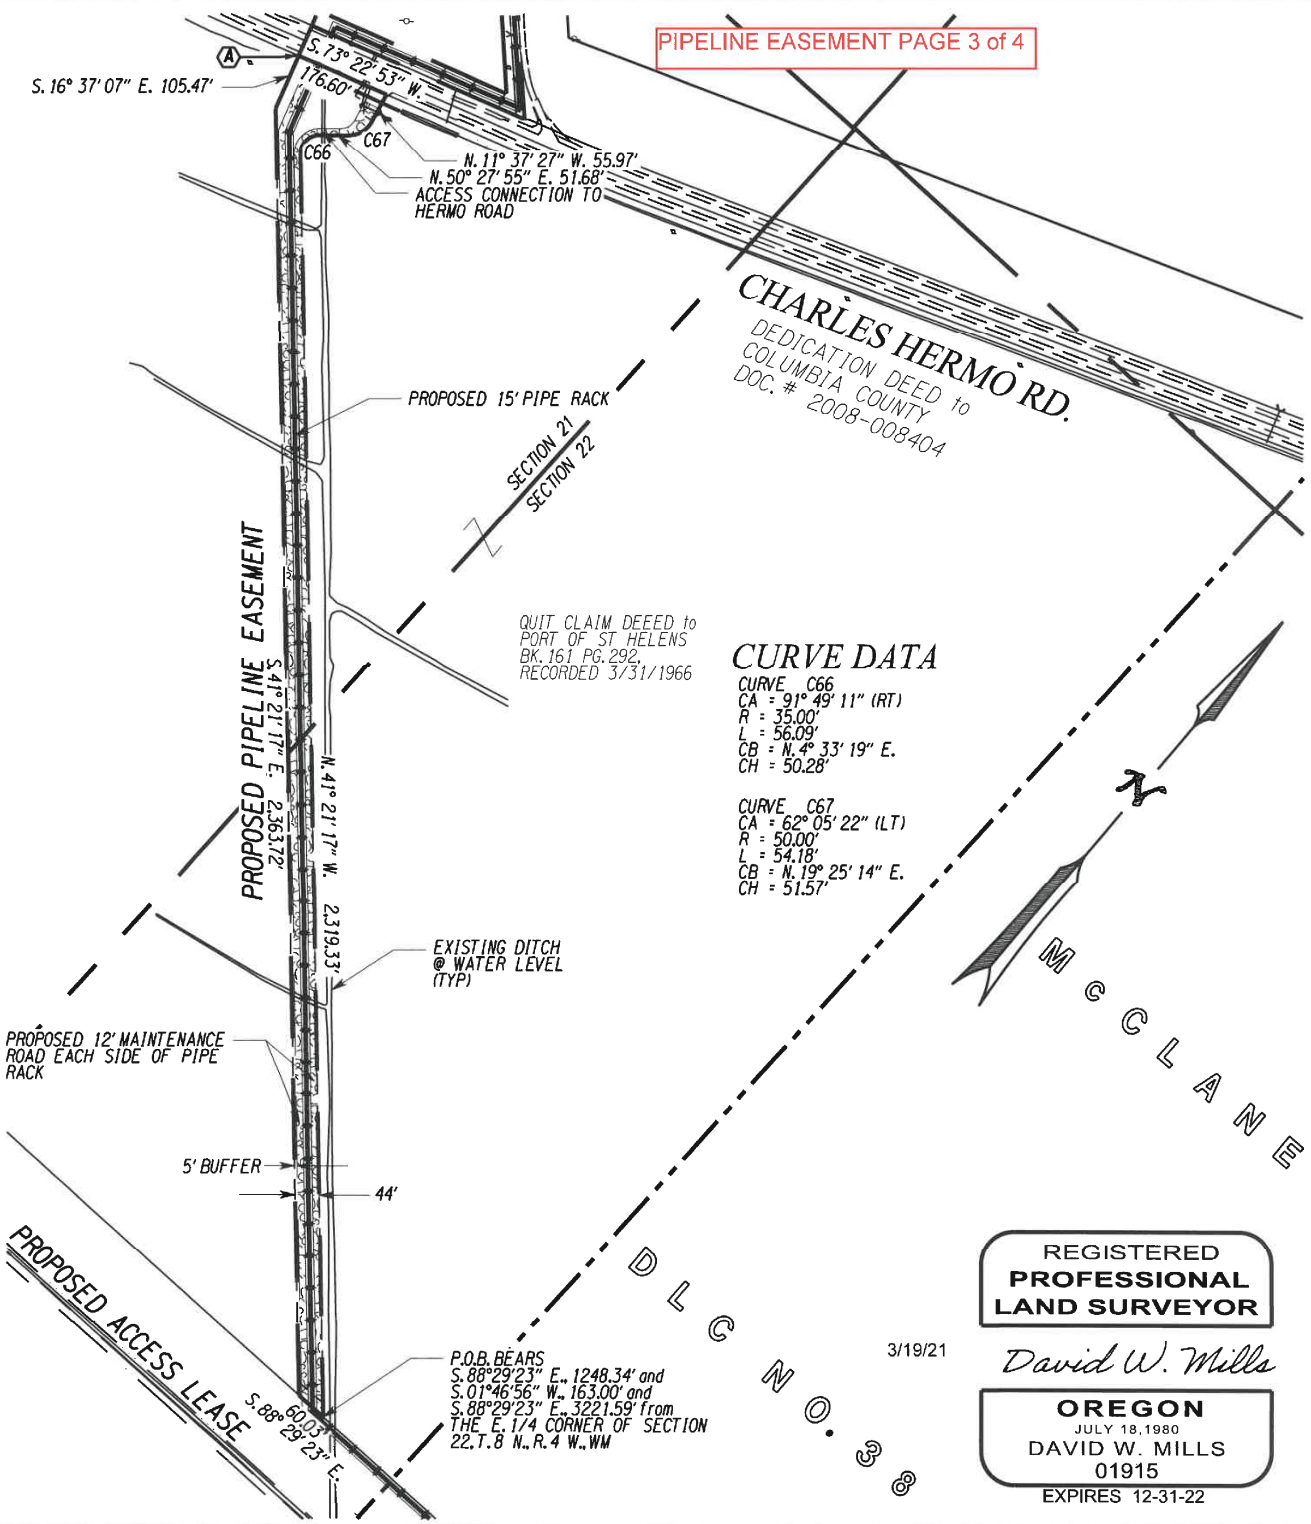 PIPELINE EASEMENT PAGE 3 of 4
A
S. 16° 37' 07" E. 105.47'
S. 73° 22' 53" W.
176.60'
C66
C67
N. 11° 37' 27" W. 55.97'
N. 50° 27' 55" E. 51.68'
ACCESS CONNECTION TO
HERMO ROAD
CHARLES HERMO RD.
DEDICATION DEED to
COLUMBIA COUNTY
DOC. # 2008-008404
PROPOSED 15' PIPE RACK
SECTION 21
SECTION 22
PROPOSED PIPELINE EASEMENT
S. 41° 21' 17" E. 2,363.72'
N. 41° 21' 17" W. 2,319.33'
QUIT CLAIM DEEED to
PORT OF ST HELENS
BK. 161 PG. 292,
RECORDED 3/31/1966
CURVE DATA
CURVE C66
CA = 91° 49' 11" (RT)
R = 35.00'
L = 56.09'
CB = N. 4° 33' 19" E.
CH = 50.28'
CURVE C67
CA = 62° 05' 22" (LT)
R = 50.00'
L = 54.18'
CB = N. 19° 25' 14" E.
CH = 51.57'
N
EXISTING DITCH
@ WATER LEVEL
(TYP)
PROPOSED 12' MAINTENANCE
ROAD EACH SIDE OF PIPE
RACK
5' BUFFER
44'
McCLANE
DLC NO. 38
PROPOSED ACCESS LEASE
60.03'
S. 88° 29' 23" E.
P.O.B. BEARS
S. 88°29'23" E., 1248.34' and
S. 01°46'56" W., 163.00' and
S. 88°29'23" E., 3221.59' from
THE E. 1/4 CORNER OF SECTION
22, T. 8 N., R. 4 W., WM
3/19/21
REGISTERED
PROFESSIONAL
LAND SURVEYOR
David W. Mills
OREGON
JULY 18, 1980
DAVID W. MILLS
01915
EXPIRES 12-31-22